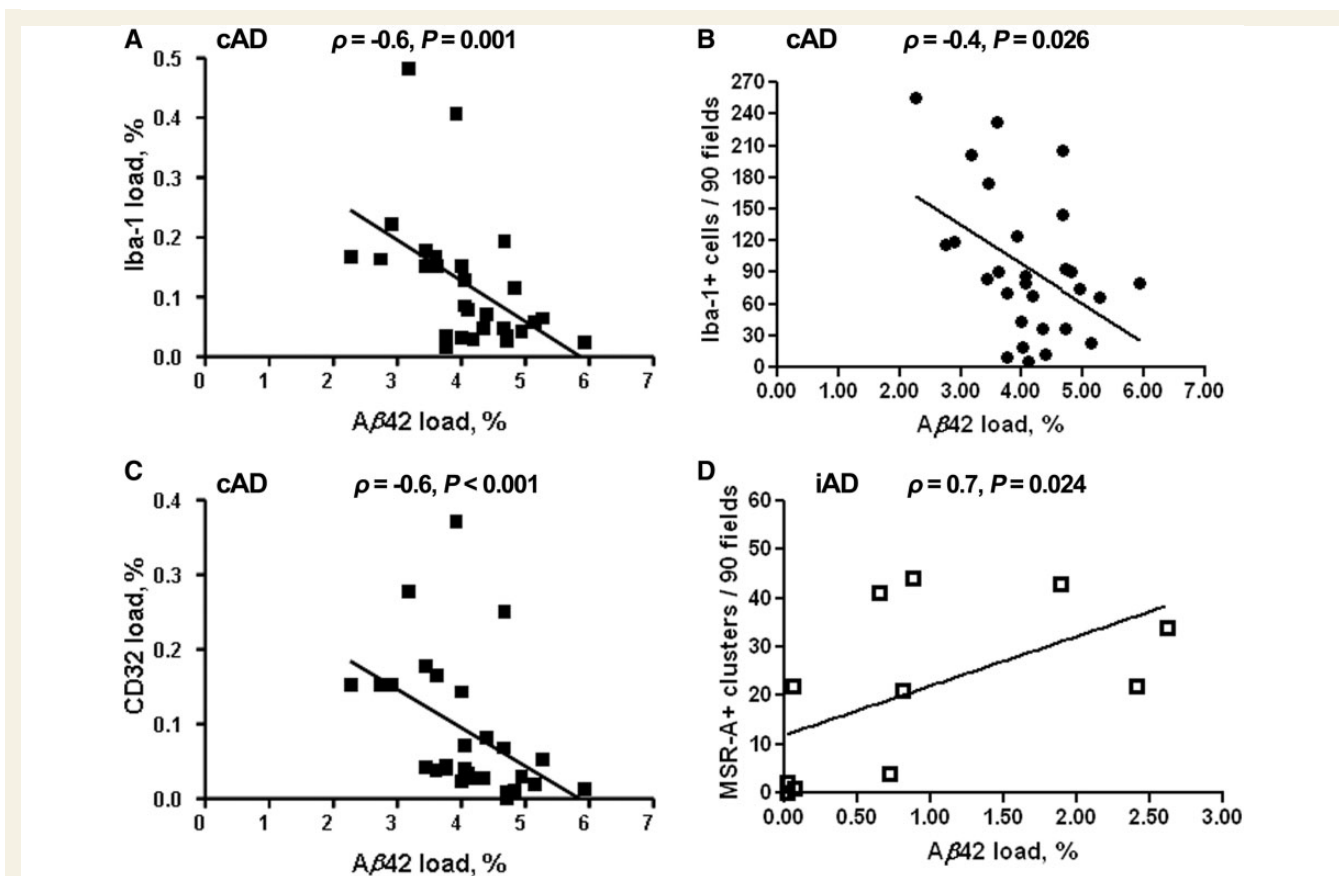 A cAD ρ = -0.6, P = 0.001
Iba-1 load, %
0.5
0.4
0.3
0.2
0.1
0.0
0 1 2 3 4 5 6 7
Aβ42 load, %
B cAD ρ = -0.4, P = 0.026
Iba-1+ cells / 90 fields
270
240
210
180
150
120
90
60
30
0
0.00 1.00 2.00 3.00 4.00 5.00 6.00 7.00
Aβ42 load, %
C cAD ρ = -0.6, P < 0.001
CD32 load, %
0.4
0.3
0.2
0.1
0.0
0 1 2 3 4 5 6 7
Aβ42 load, %
D iAD ρ = 0.7, P = 0.024
MSR-A+ clusters / 90 fields
60
50
40
30
20
10
0
0.00 0.50 1.00 1.50 2.00 2.50 3.00
Aβ42 load, %